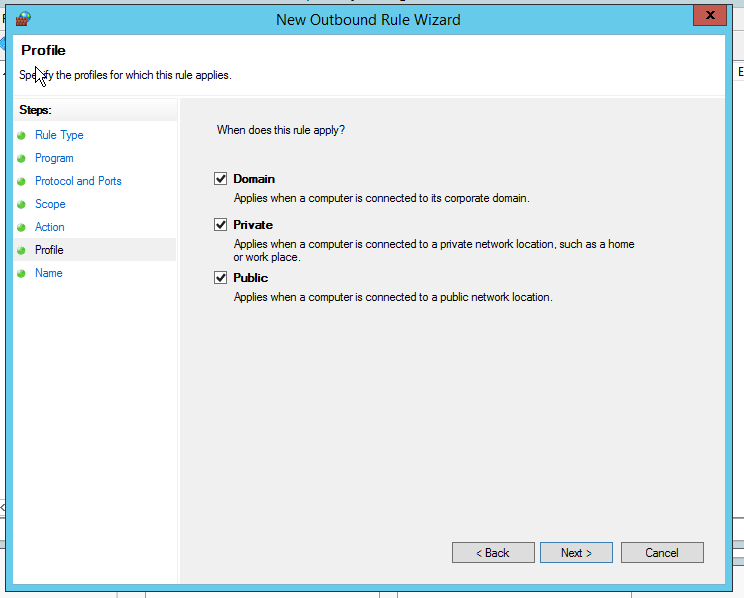 New Outbound Rule Wizard
x
Profile
Specify the profiles for which this rule applies.
Steps:
Rule Type
Program
Protocol and Ports
Scope
Action
Profile
Name
When does this rule apply?
Domain
Applies when a computer is connected to its corporate domain.
Private
Applies when a computer is connected to a private network location, such as a home
or work place.
Public
Applies when a computer is connected to a public network location.
< Back
Next >
Cancel